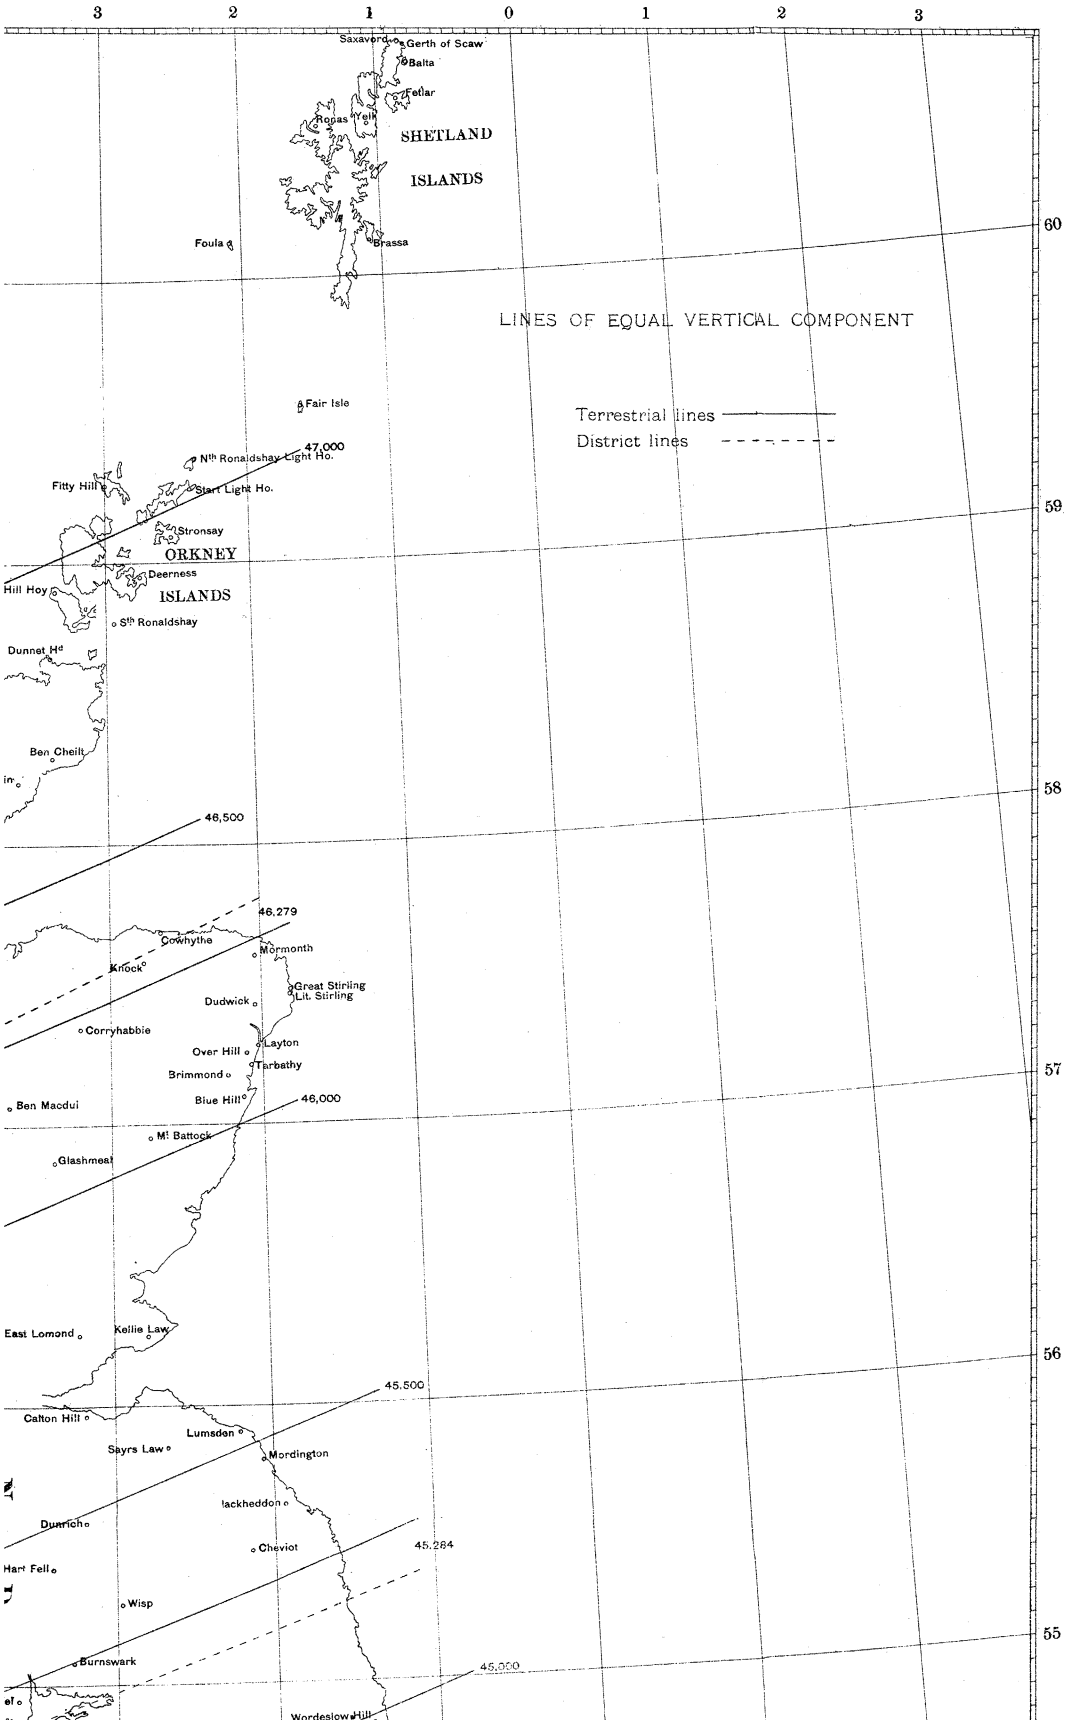 3 2 1 0 1 2 3
Saxavord
Gerth of Scaw
Balta
Fetlar
Ronas
Yell
SHETLAND
ISLANDS
60
Foula
Brassa
LINES OF EQUAL VERTICAL COMPONENT
Fair Isle
Terrestrial lines
District lines
47,000
Nth Ronaldshay Light Ho.
Fitty Hill
Start Light Ho.
59
Stronsay
ORKNEY
Deerness
Hill Hoy
ISLANDS
Sth Ronaldshay
Dunnet Hd
Ben Cheilt
in
58
46,500
46,279
Cowhythe
Mormonth
Knock
Great Stirling
Lit. Stirling
Dudwick
Corryhabbie
Layton
Over Hill
Tarbathy
57
Brimmond
Blue Hill
46,000
Ben Macdui
Mt Battock
Glashmeal
Kellie Law
East Lomond
56
45.500
Calton Hill
Lumsden
Sayrs Law
Mordington
lackheddon
Dunrich
45.284
Cheviot
Hart Fell
Wisp
55
Burnswark
45,000
el
Wordeslow Hill